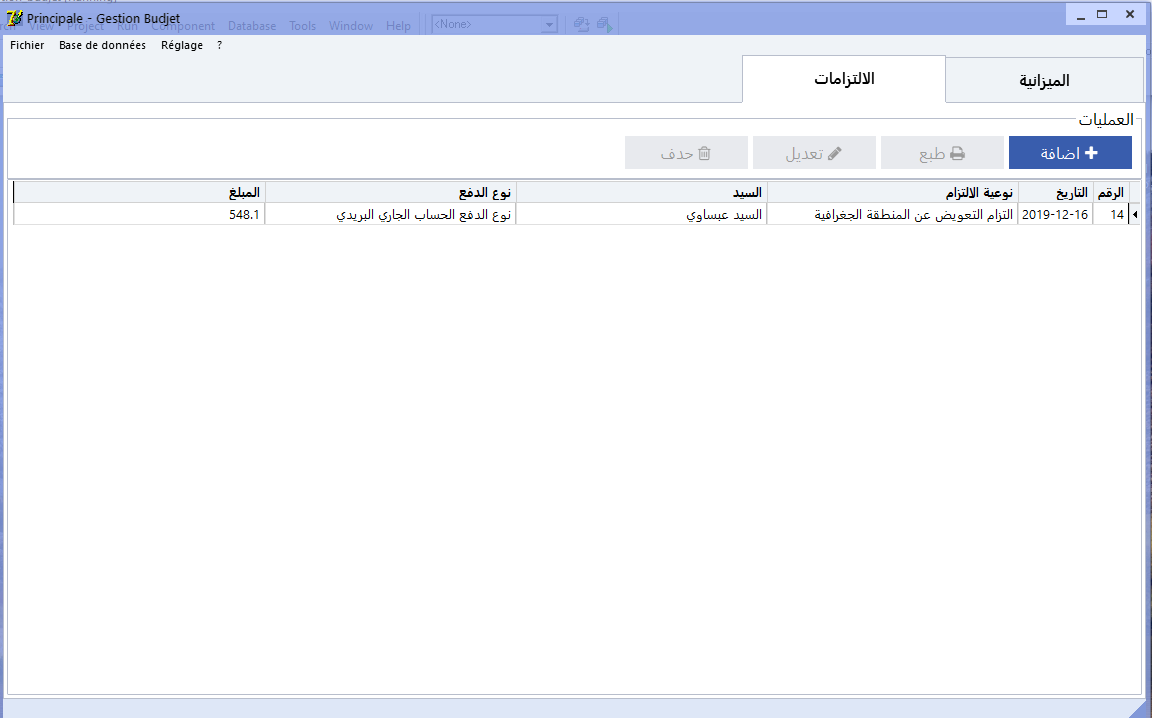 Principale - Gestion Budjet
View Project Run Component Database Tools Window Help <None>
Fichier Base de données Réglage ?
الميزانية الالتزامات
العمليات
اضافة طبع تعديل حذف
الرقم التاريخ نوعية الالتزام السيد نوع الدفع المبلغ
14 2019-12-16 التزام التعويض عن المنطقة الجغرافية السيد عبساوي نوع الدفع الحساب الجاري البريدي 548.1